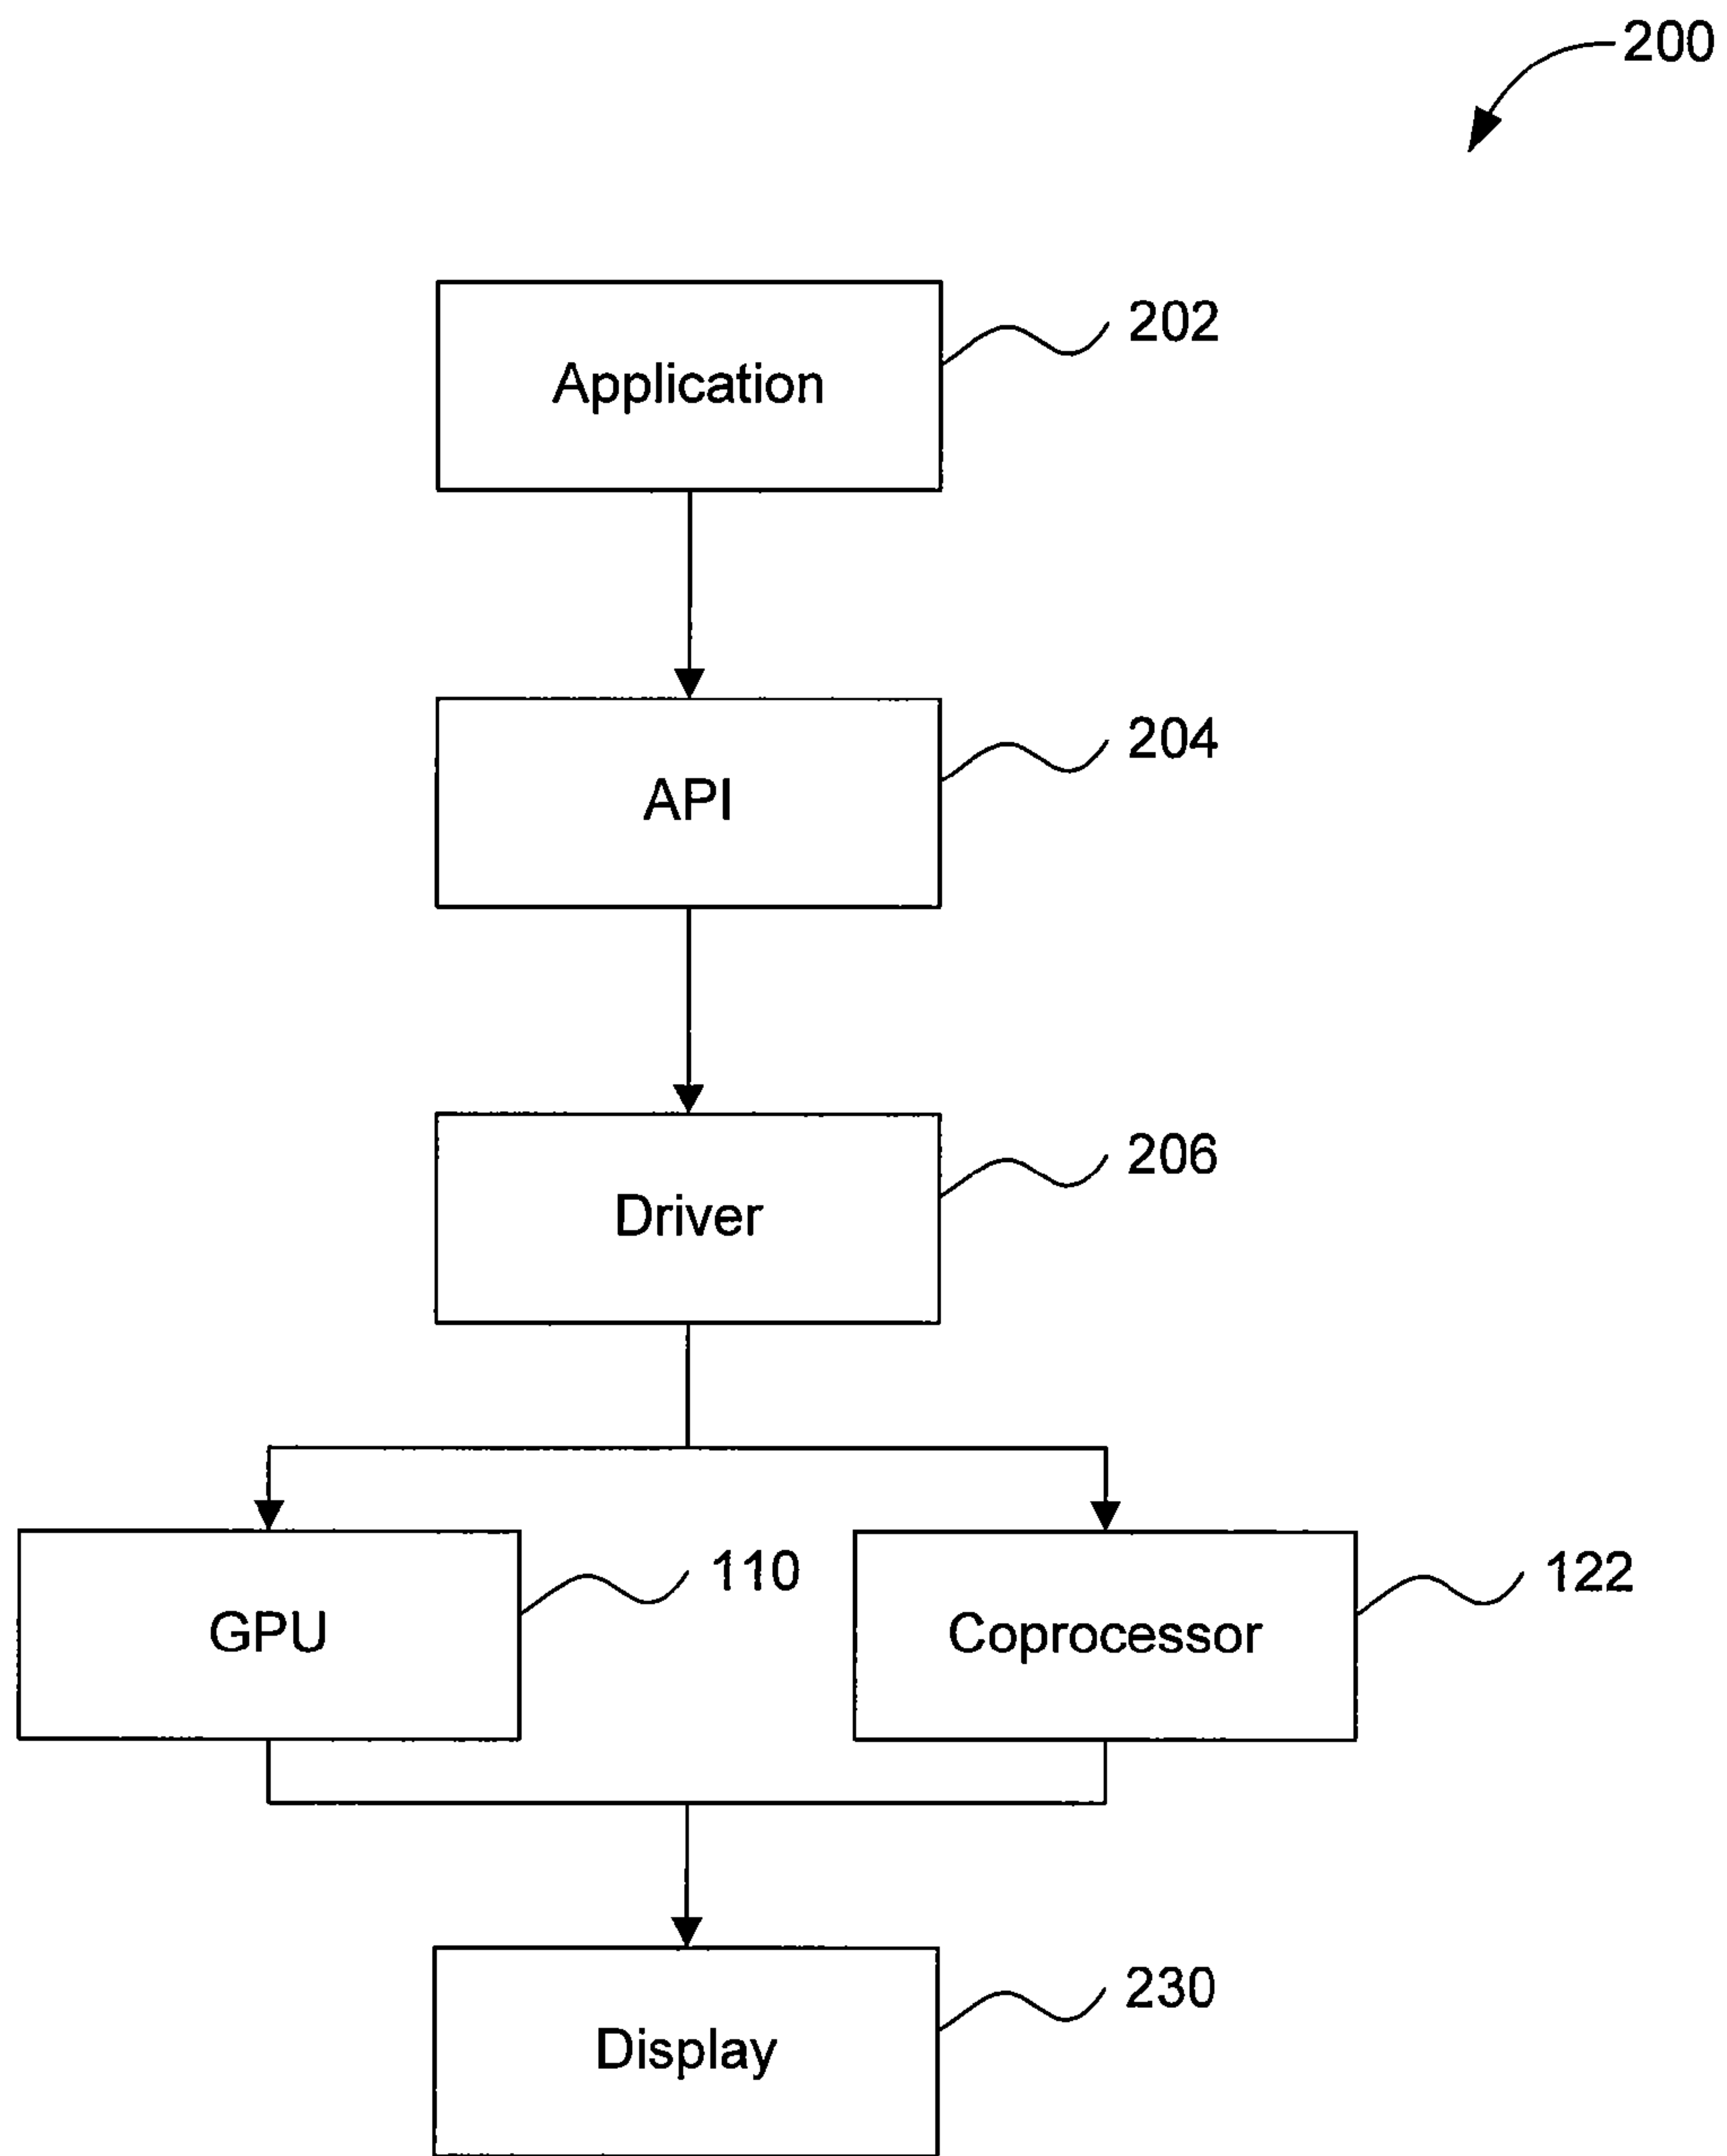 200
Application
202
API
204
Driver
206
GPU
110
Coprocessor
122
Display
230